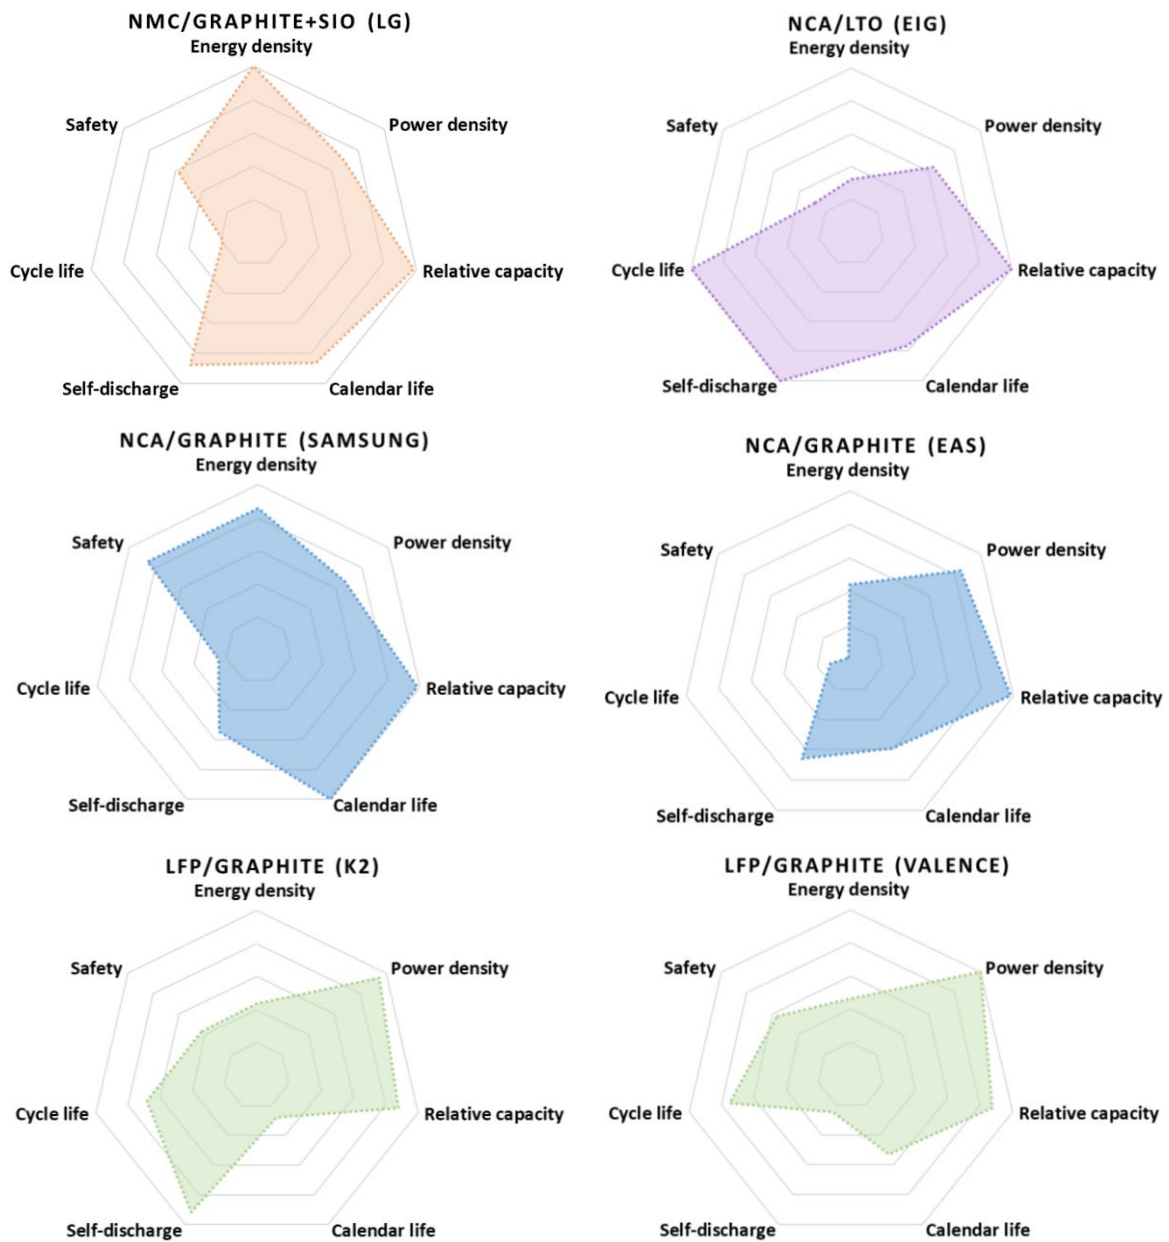 NMC/GRAPHITE+SIO (LG)
Energy density
Safety
Power density
Cycle life
Relative capacity
Self-discharge
Calendar life
NCA/LTO (EIG)
Energy density
Safety
Power density
Cycle life
Relative capacity
Self-discharge
Calendar life
NCA/GRAPHITE (SAMSUNG)
Energy density
Safety
Power density
Cycle life
Relative capacity
Self-discharge
Calendar life
NCA/GRAPHITE (EAS)
Energy density
Safety
Power density
Cycle life
Relative capacity
Self-discharge
Calendar life
LFP/GRAPHITE (K2)
Energy density
Safety
Power density
Cycle life
Relative capacity
Self-discharge
Calendar life
LFP/GRAPHITE (VALENCE)
Energy density
Safety
Power density
Cycle life
Relative capacity
Self-discharge
Calendar life